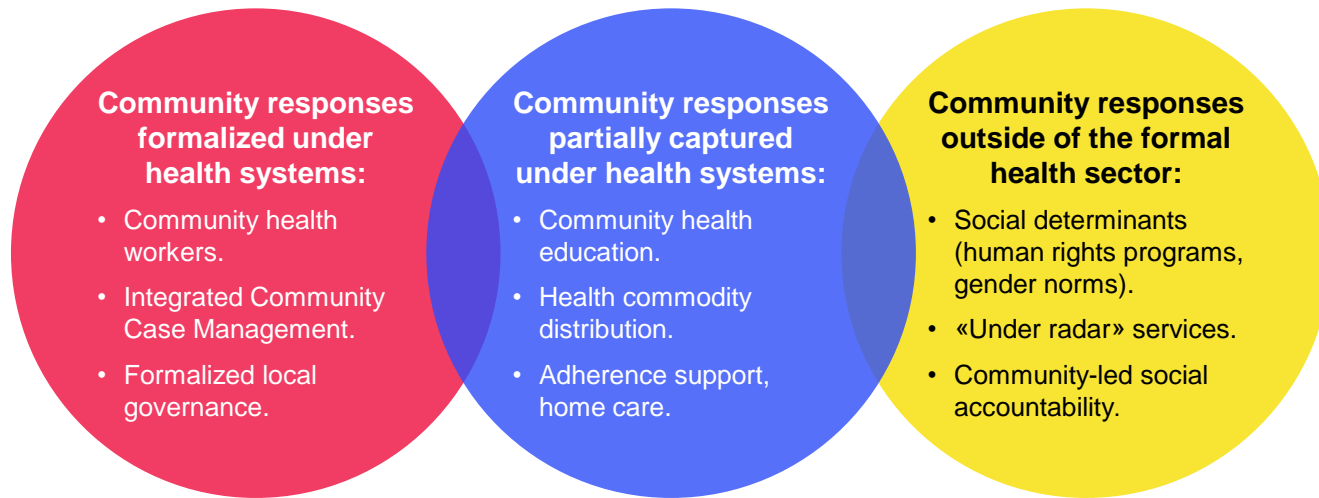 Community responses
formalized under
health systems:
• Community health
workers.
• Integrated Community
Case Management.
• Formalized local
governance.
Community responses
partially captured
under health systems:
• Community health
education.
• Health commodity
distribution.
• Adherence support,
home care.
Community responses
outside of the formal
health sector:
• Social determinants
(human rights programs,
gender norms).
• «Under radar» services.
• Community-led social
accountability.